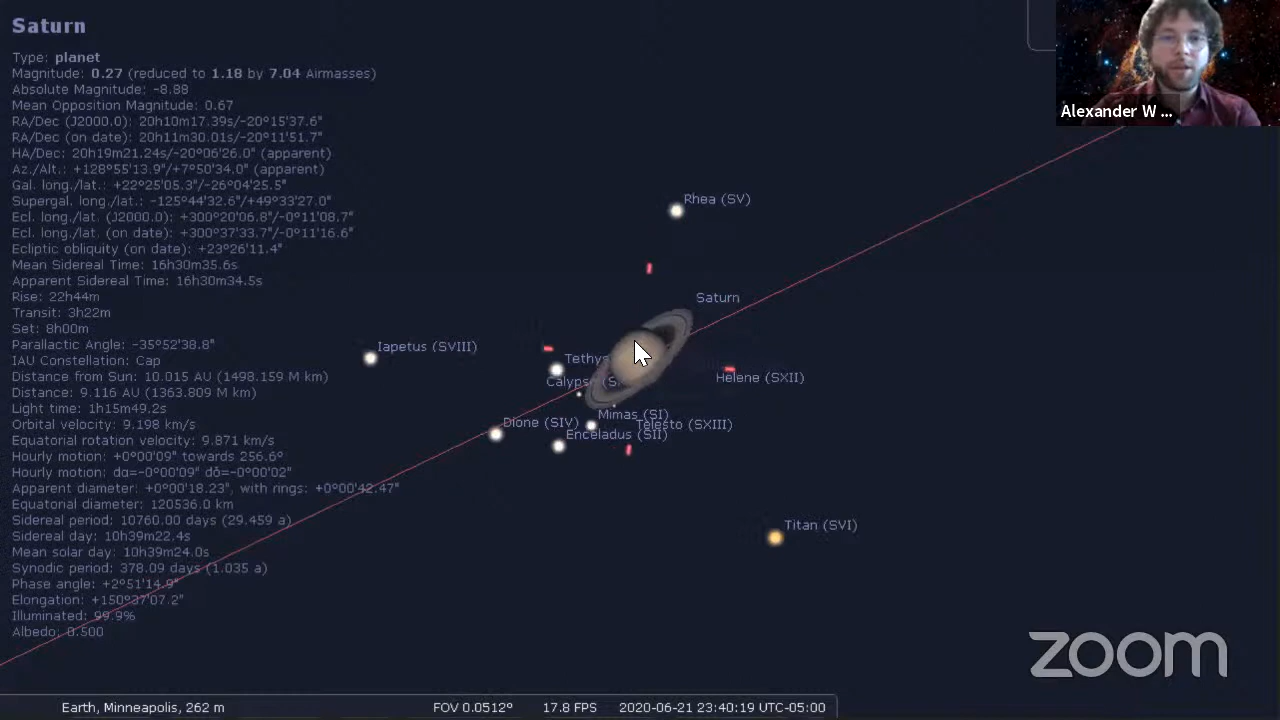 Saturn
Type: planet
Magnitude: 0.27 (reduced to 1.18 by 7.04 Airmasses)
Absolute Magnitude: -8.88
Mean Opposition Magnitude: 0.67
RA/Dec (J2000.0): 20h10m17.39s/-20°15'37.6"
RA/Dec (on date): 20h11m30.01s/-20°11'51.7"
HA/Dec: 20h19m21.24s/-20°06'26.0" (apparent)
Az./Alt.: +128°55'13.9"/+7°50'34.0" (apparent)
Gal. long./lat.: +22°25'05.3"/-26°04'25.5"
Supergal. long./lat.: -125°44'32.6"/+49°33'27.0"
Ecl. long./lat. (J2000.0): +300°20'06.8"/-0°11'08.7"
Ecl. long./lat. (on date): +300°37'33.7"/-0°11'16.6"
Ecliptic obliquity (on date): +23°26'11.4"
Mean Sidereal Time: 16h30m35.6s
Apparent Sidereal Time: 16h30m34.5s
Rise: 22h44m
Transit: 3h22m
Set: 8h00m
Parallactic Angle: -35°52'38.8"
IAU Constellation: Cap
Distance from Sun: 10.015 AU (1498.159 M km)
Distance: 9.116 AU (1363.809 M km)
Light time: 1h15m49.2s
Orbital velocity: 9.198 km/s
Equatorial rotation velocity: 9.871 km/s
Hourly motion: +0°00'09" towards 256.6°
Hourly motion: dα=-0°00'09" dδ=-0°00'02"
Apparent diameter: +0°00'18.23", with rings: +0°00'42.47"
Equatorial diameter: 120536.0 km
Sidereal period: 10760.00 days (29.459 a)
Sidereal day: 10h39m22.4s
Mean solar day: 10h39m24.0s
Synodic period: 378.09 days (1.035 a)
Phase angle: +2°51'14.9"
Elongation: +150°37'07.2"
Illuminated: 99.9%
Albedo: 0.500
Alexander W ...
Rhea (SV)
Saturn
Iapetus (SVIII)
Tethys
Helene (SXII)
Calypso
Mimas (SI)
Dione (SIV)
Telesto (SXIII)
Enceladus (SII)
Titan (SVI)
zoom
Earth, Minneapolis, 262 m
FOV 0.0512°
17.8 FPS
2020-06-21 23:40:19 UTC-05:00